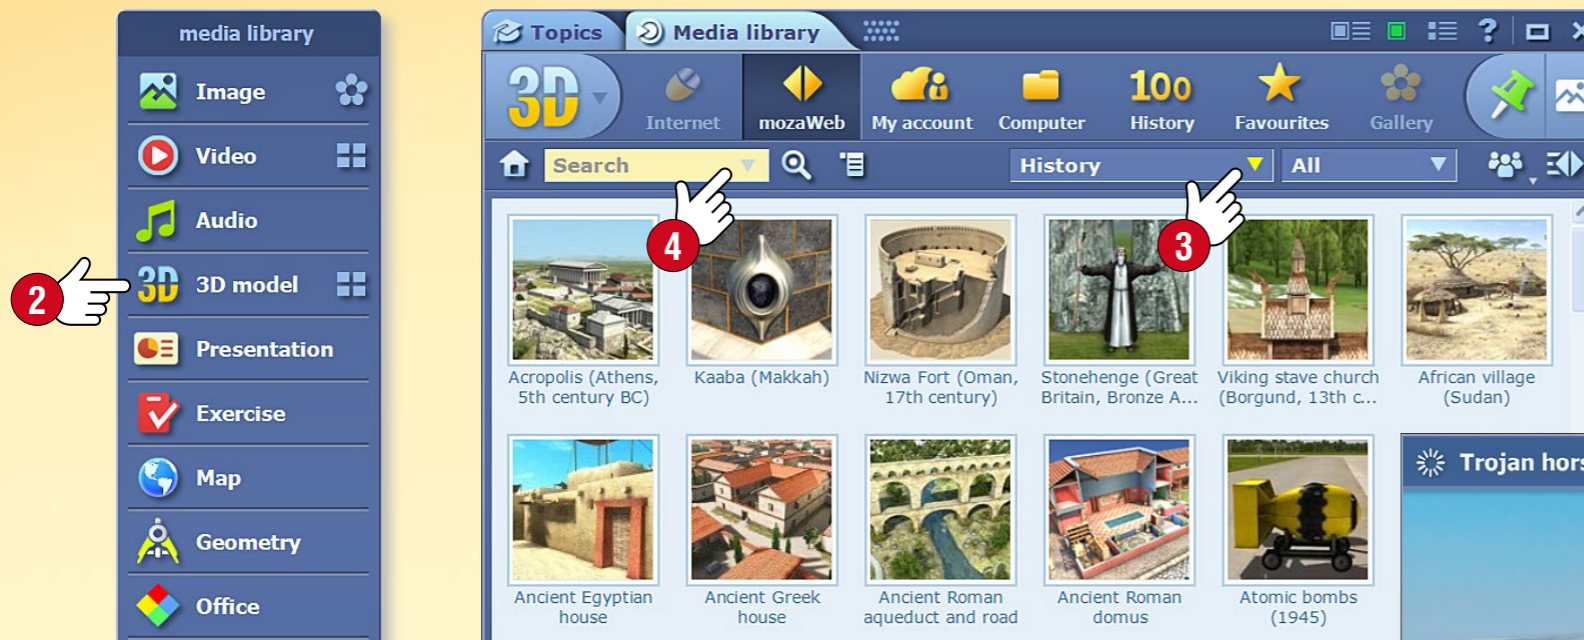 media library
Image
Video
Audio
2
3D
3D model
Presentation
Exercise
Map
Geometry
Office
Topics
Media library
?
3D
Internet
mozaWeb
My account
Computer
100
History
Favourites
Gallery
Search
History
All
4
3
Acropolis (Athens,
5th century BC)
Kaaba (Makkah)
Nizwa Fort (Oman,
17th century)
Stonehenge (Great
Britain, Bronze A...
Viking stave church
(Borgund, 13th c...
African village
(Sudan)
Trojan hors
Ancient Egyptian
house
Ancient Greek
house
Ancient Roman
aqueduct and road
Ancient Roman
domus
Atomic bombs
(1945)